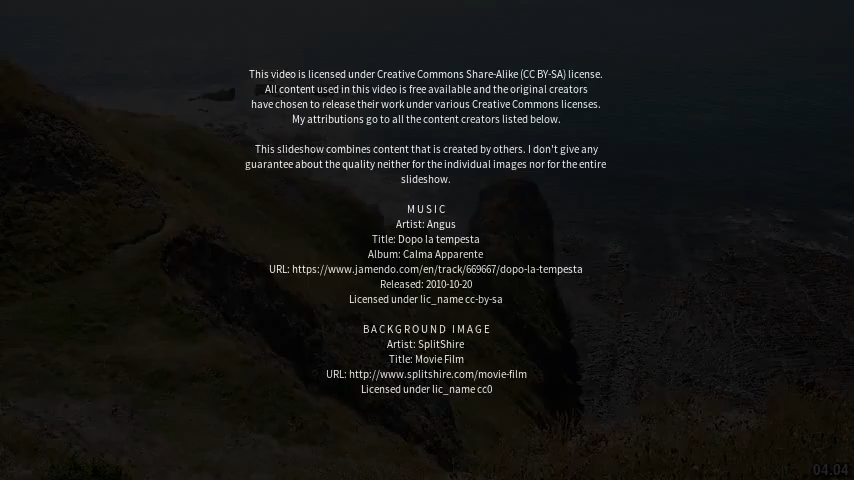 This video is licensed under Creative Commons Share-Alike (CC BY-SA) license.
All content used in this video is free available and the original creators
have chosen to release their work under various Creative Commons licenses.
My attributions go to all the content creators listed below.
This slideshow combines content that is created by others. I don't give any
guarantee about the quality neither for the individual images nor for the entire
slideshow.
MUSIC
Artist: Angus
Title: Dopo la tempesta
Album: Calma Apparente
URL: https://www.jamendo.com/en/track/669667/dopo-la-tempesta
Released: 2010-10-20
Licensed under lic_name cc-by-sa
BACKGROUND IMAGE
Artist: SplitShire
Title: Movie Film
URL: http://www.splitshire.com/movie-film
Licensed under lic_name cc0
04:04